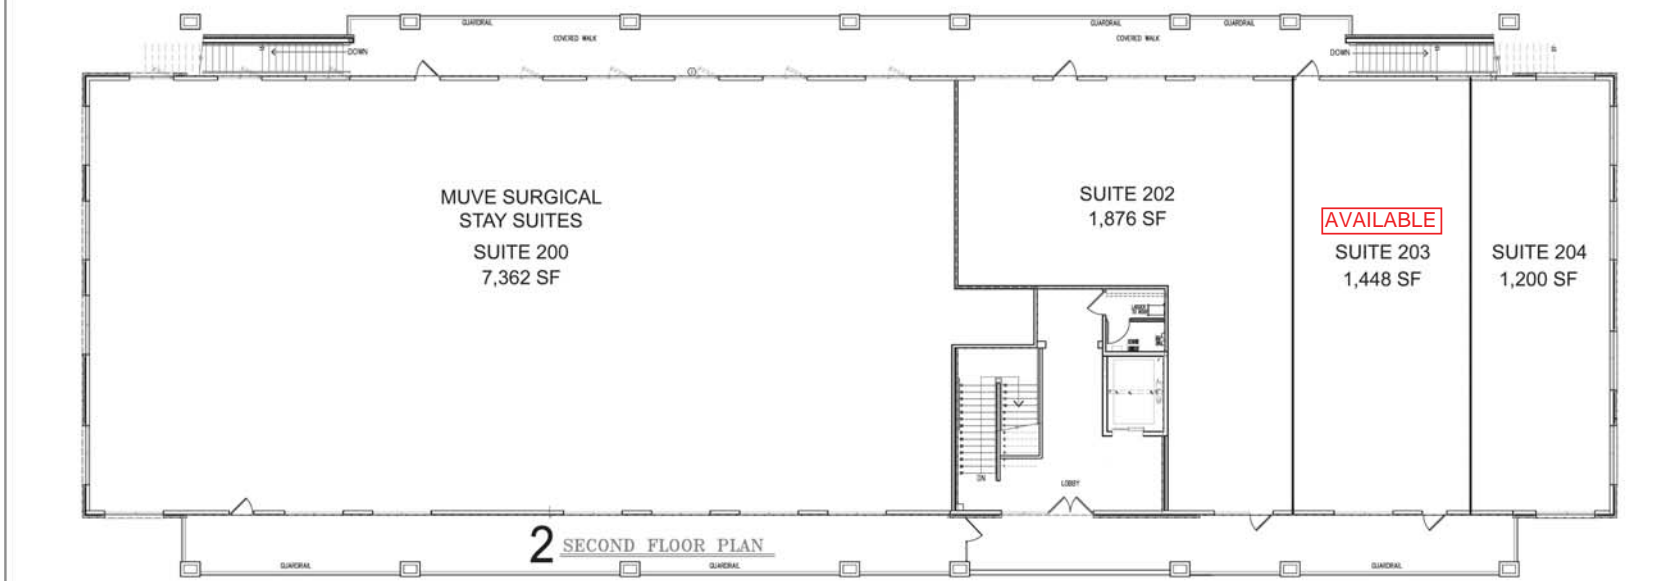 GUARDRAIL
GUARDRAIL
GUARDRAIL
COVERED WALK
COVERED WALK
DOWN
DOWN
MUVE SURGICAL
STAY SUITES
SUITE 200
7,362 SF
SUITE 202
1,876 SF
AVAILABLE
SUITE 203
1,448 SF
SUITE 204
1,200 SF
DN
LOBBY
2 SECOND FLOOR PLAN
GUARDRAIL
GUARDRAIL
GUARDRAIL